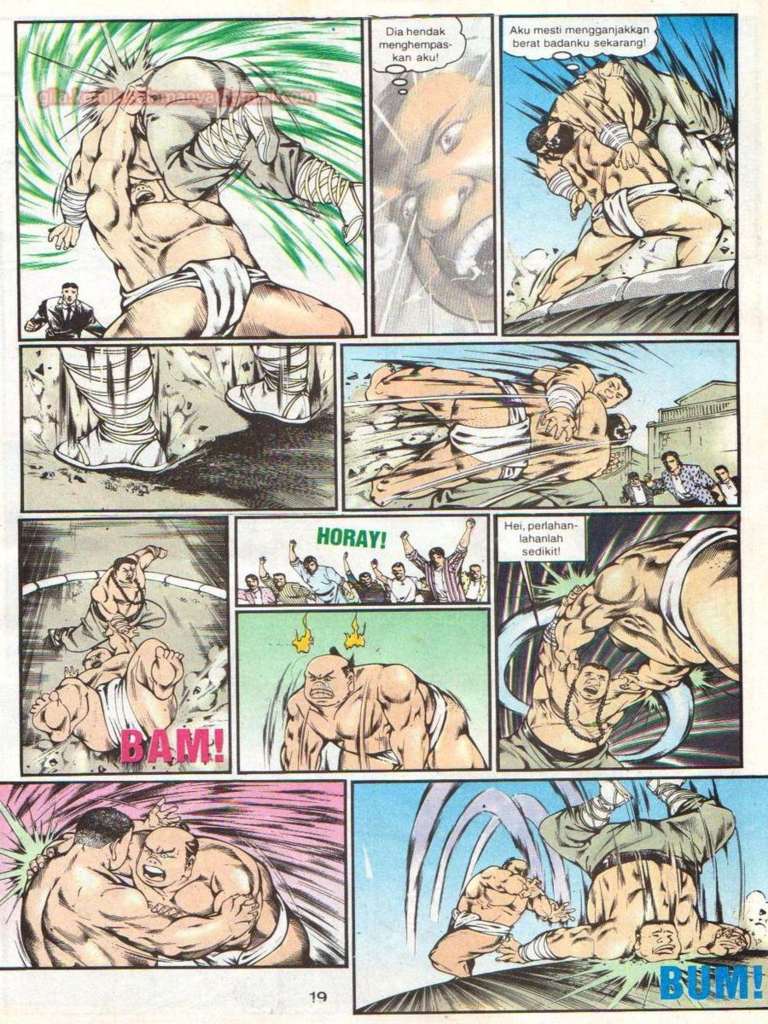 Dia hendak
menghempas-
kan aku!
Aku mesti mengganjakkan
berat badanku sekarang!
HORAY!
Hei, perlahan-
lahanlah
sedikit!
BAM!
BUM!
19